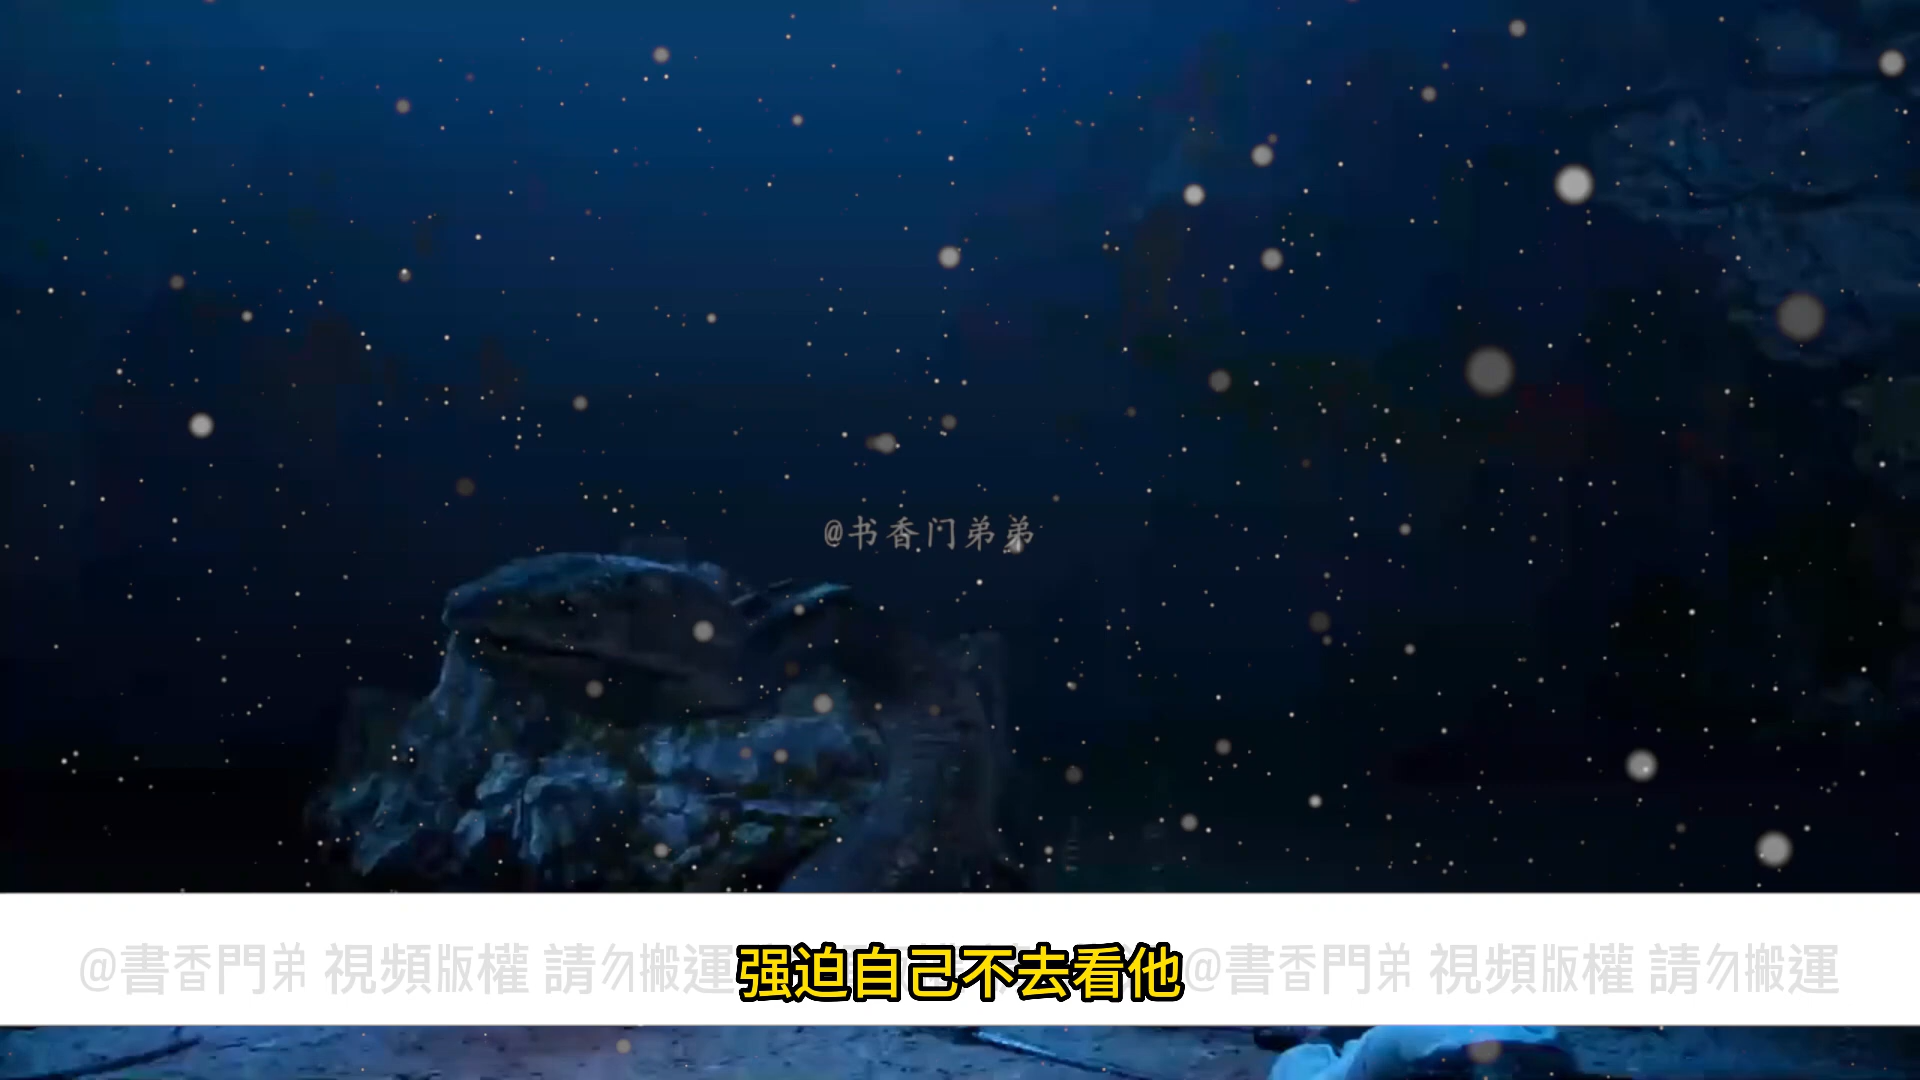 @书香门弟弟
@書香門弟 視頻版權 請勿搬運
强迫自己不去看他
@書香門弟 視頻版權 請勿搬運